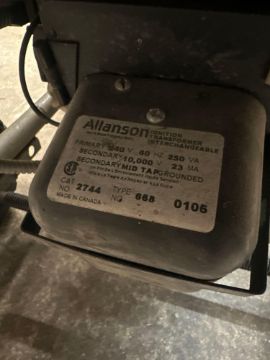 Allanson IGNITION
TRANSFORMER
INTERCHANGEABLE
PRIMARY 240 V 60 HZ 250 VA
SECONDARY 10,000 V 23 MA
SECONDARY MID TAP GROUNDED
CAT. NO. 2744 TYPE NO 668 0105
MADE IN CANADA